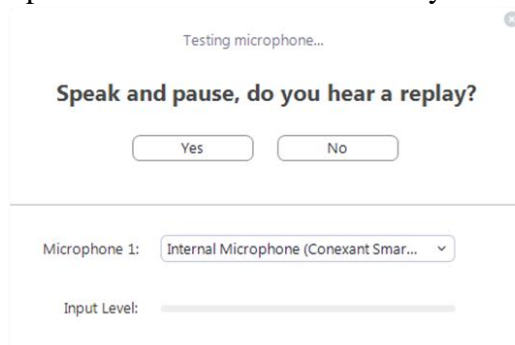 Testing microphone...
Speak and pause, do you hear a replay?
Yes No
Microphone 1: Internal Microphone (Conexant Smar...
Input Level: